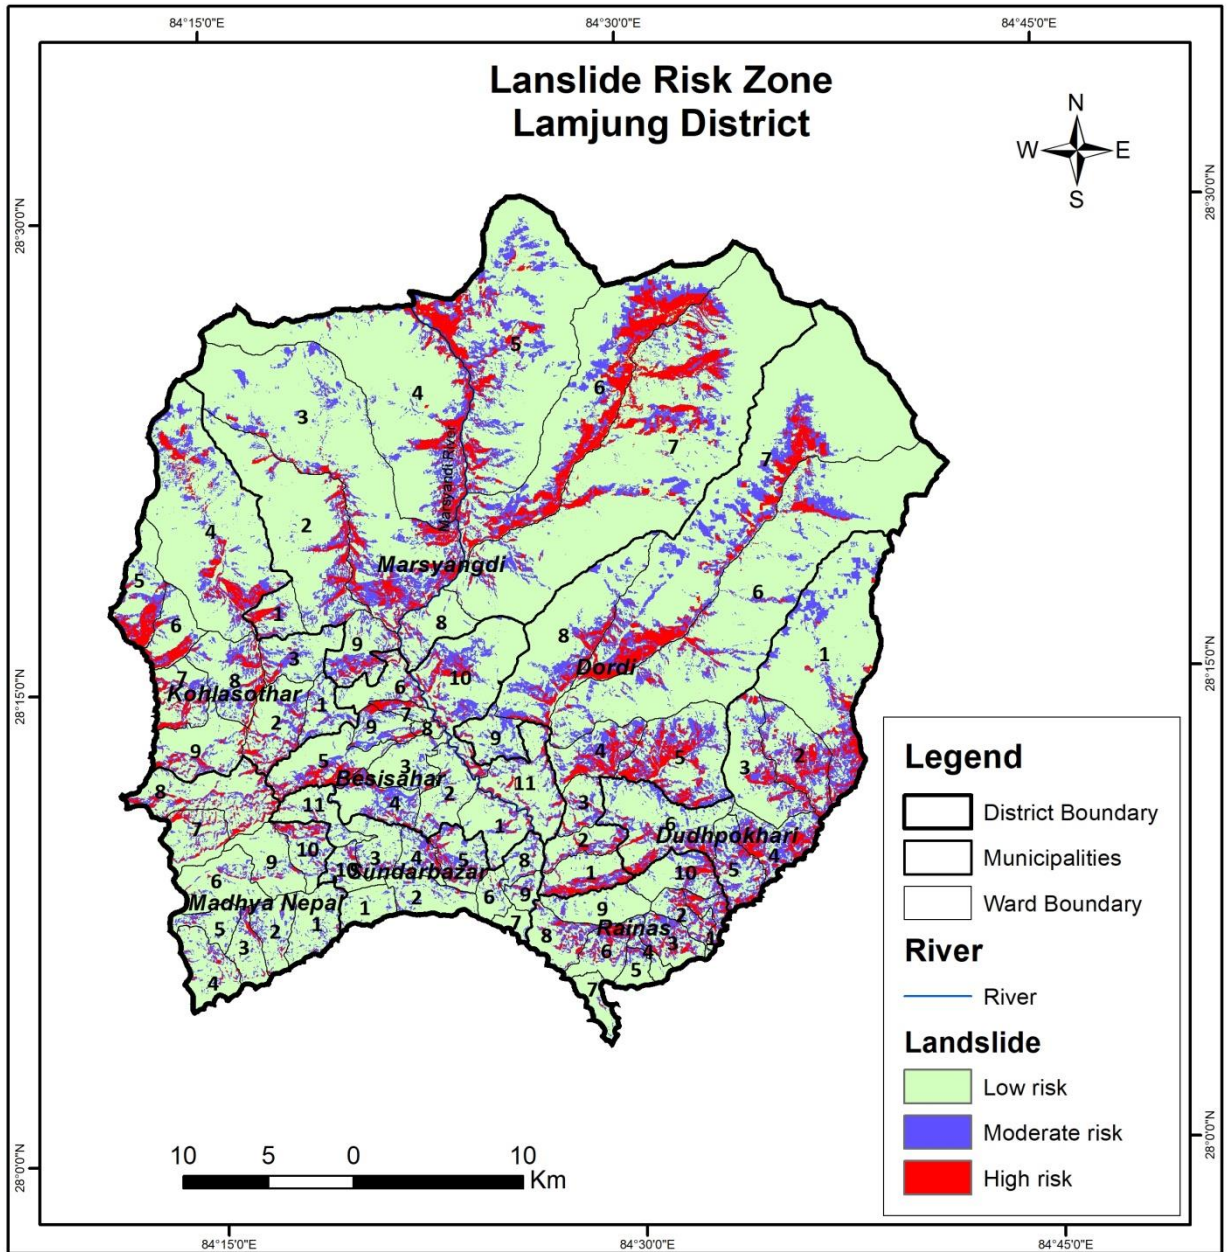 84°15'0"E
84°30'0"E
84°45'0"E
Lanslide Risk Zone
Lamjung District
N
W
E
S
28°30'0"N
28°30'0"N
5
4
6
3
7
7
2
4
Marsyandi River
Marsyangdi
5
6
1
6
8
8
9
3
1
Dordi
10
7
8
6
Kohlasothar
1
7
2
9
8
9
4
5
2
3
9
5
3
Besisahar
8
11
2
4
11
3
7
1
6
Dudhpokhari
2
10
10
3
4
5
8
4
9
Sundarbazar
1
10
5
6
6
9
Madhya Nepal
1
2
7
9
2
5
3
2
1
8
Rainas
6
4
3
1
5
4
7
28°15'0"N
28°15'0"N
Legend
District Boundary
Municipalities
Ward Boundary
River
River
Landslide
Low risk
Moderate risk
High risk
28°0'0"N
28°0'0"N
10
5
0
10
Km
84°15'0"E
84°30'0"E
84°45'0"E